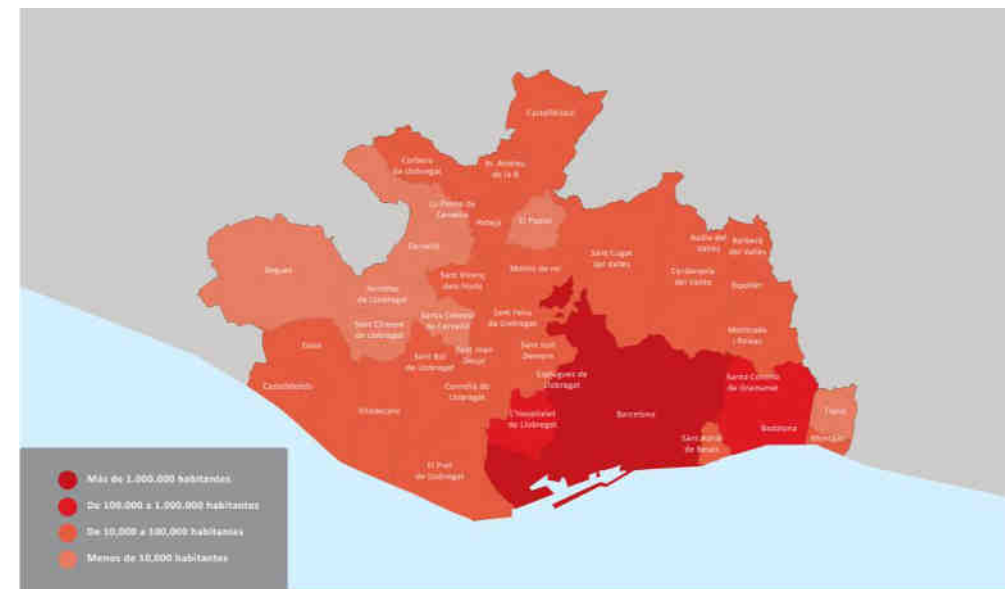 Castellbisbal
Corbera
de Llobregat
St. Andreu
de la B.
La Palma de
Cervelló
Pallejà
El Papiol
Cervelló
Begues
Sant Vicenç
dels Horts
Molins de rei
Sant Cugat
del Vallès
Badia del
Vallès
Barberà
del Vallès
Cerdanyola
del Vallès
Ripollet
Torrelles
de Llobregat
Santa Coloma
de Cervelló
Sant Feliu
de Llobregat
Sant Climent
de Llobregat
Montcada
i Reixac
Gavà
Sant Boi
de Llobregat
Sant Joan
Despí
Sant Just
Desvern
Castelldefels
Cornellà de
Llobregat
Esplugues de
Llobregat
Santa Coloma
de Gramanet
Viladecans
L'Hospitalet
de Llobregat
Barcelona
Badalona
Tiana
Montgat
Sant Adrià
de Besòs
El Prat
de Llobregat
Más de 1.000.000 habitantes
De 100.000 a 1.000.000 habitantes
De 10,000 a 100,000 habitantes
Menos de 10,000 habitantes